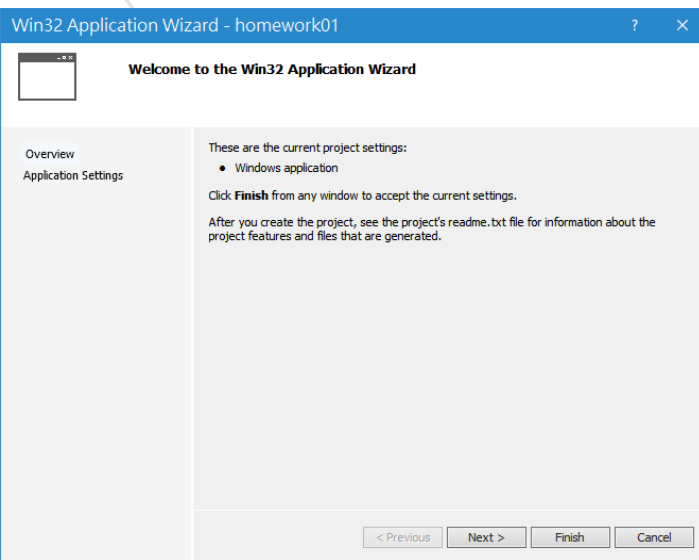 Win32 Application Wizard - homework01
Welcome to the Win32 Application Wizard
Overview
Application Settings
These are the current project settings:
• Windows application
Click Finish from any window to accept the current settings.
After you create the project, see the project's readme.txt file for information about the
project features and files that are generated.
< Previous Next > Finish Cancel